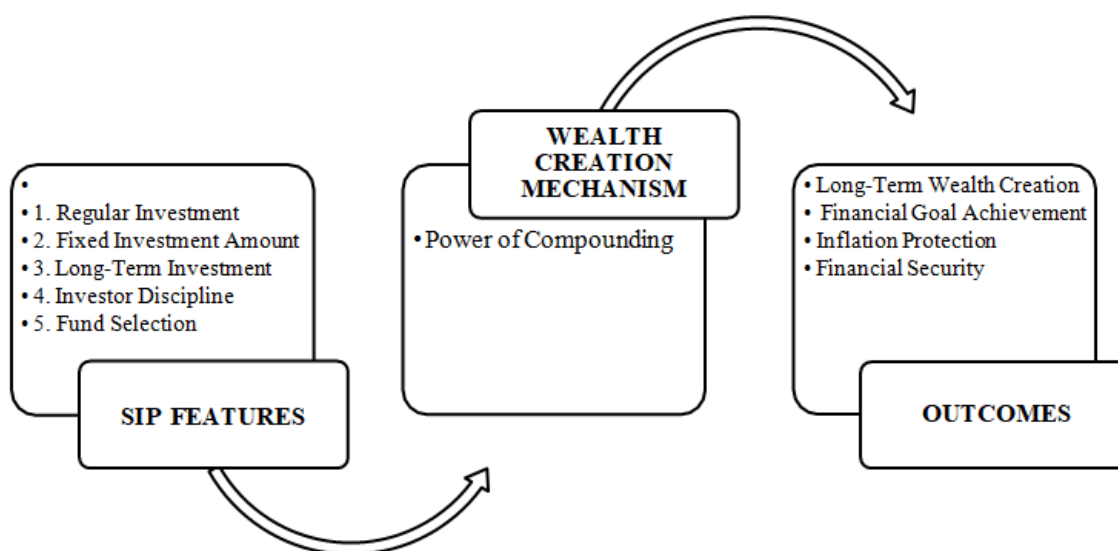 •
• 1. Regular Investment
• 2. Fixed Investment Amount
• 3. Long-Term Investment
• 4. Investor Discipline
• 5. Fund Selection
SIP FEATURES
WEALTH
CREATION
MECHANISM
• Power of Compounding
• Long-Term Wealth Creation
• Financial Goal Achievement
• Inflation Protection
• Financial Security
OUTCOMES